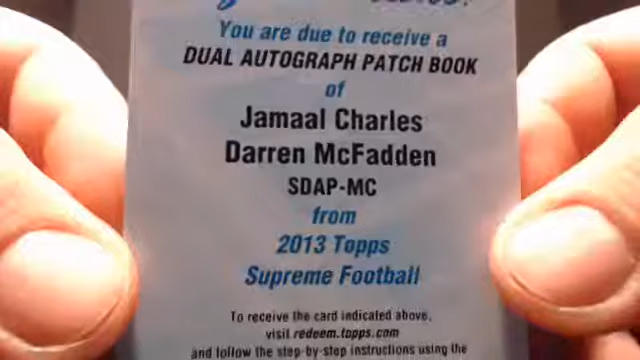 You are due to receive a
DUAL AUTOGRAPH PATCH BOOK
of
Jamaal Charles
Darren McFadden
SDAP-MC
from
2013 Topps
Supreme Football
To receive the card indicated above,
visit redeem.topps.com
and follow the step-by-step instructions using the